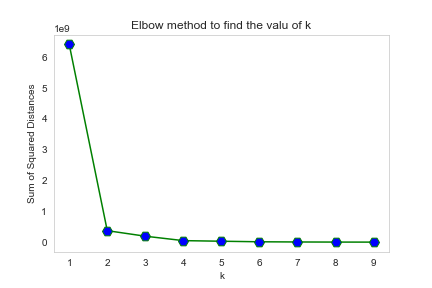 Elbow method to find the valu of k
1e9
6
5
4
3
2
1
0
Sum of Squared Distances
1 2 3 4 5 6 7 8 9
k